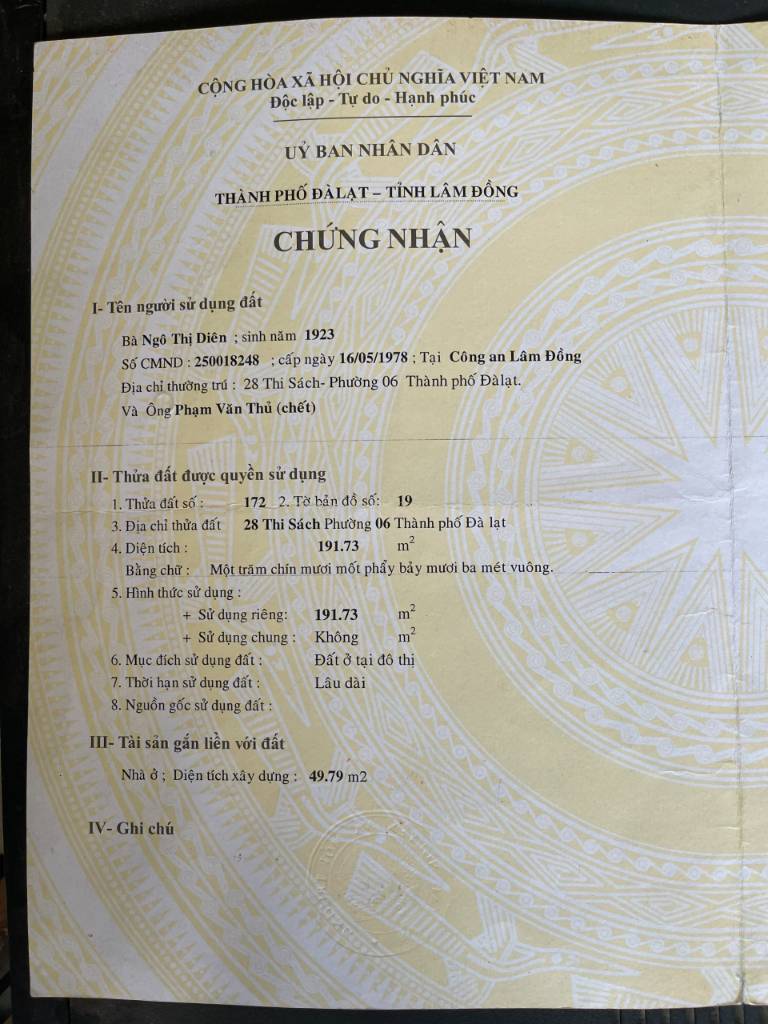 CỘNG HÒA XÃ HỘI CHỦ NGHĨA VIỆT NAM
Độc lập - Tự do - Hạnh phúc
UỶ BAN NHÂN DÂN
THÀNH PHỐ ĐÀLẠT – TỈNH LÂM ĐỒNG
CHỨNG NHẬN
I- Tên người sử dụng đất
Bà Ngô Thị Diên ; sinh năm 1923
Số CMND : 250018248 ; cấp ngày 16/05/1978 ; Tại Công an Lâm Đồng
Địa chỉ thường trú : 28 Thi Sách- Phường 06 Thành phố Đàlạt.
Và Ông Phạm Văn Thủ (chết)
II- Thửa đất được quyền sử dụng
1. Thửa đất số : 172 2. Tờ bản đồ số: 19
3. Địa chỉ thửa đất 28 Thi Sách Phường 06 Thành phố Đà lạt
4. Diện tích : 191.73 m2
Bằng chữ : Một trăm chín mươi mốt phẩy bảy mươi ba mét vuông.
5. Hình thức sử dụng :
+ Sử dụng riêng: 191.73 m2
+ Sử dụng chung : Không m2
6. Mục đích sử dụng đất : Đất ở tại đô thị
7. Thời hạn sử dụng đất : Lâu dài
8. Nguồn gốc sử dụng đất :
III- Tài sản gắn liền với đất
Nhà ở ; Diện tích xây dựng : 49.79 m2
IV- Ghi chú